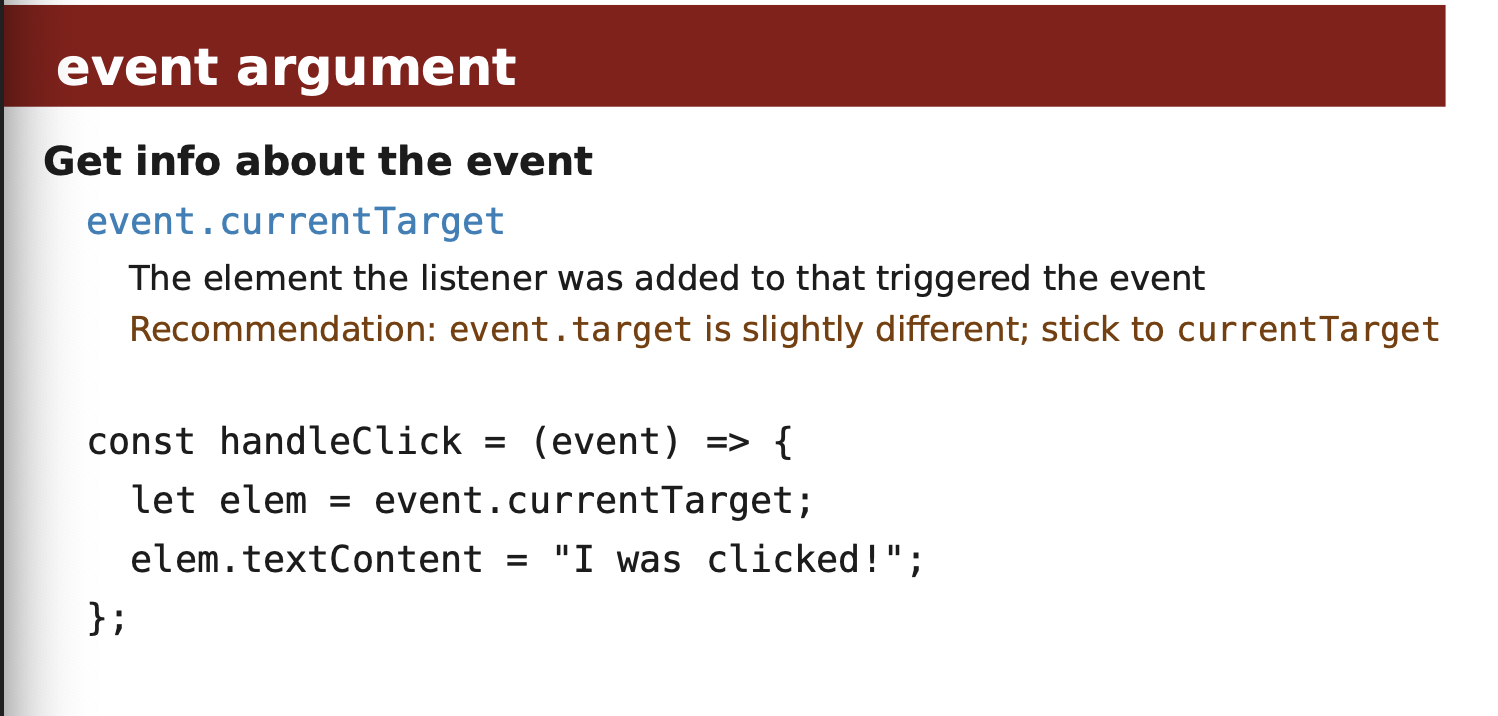 event argument
Get info about the event
event.currentTarget
The element the listener was added to that triggered the event
Recommendation: event.target is slightly different; stick to currentTarget
const handleClick = (event) => {
let elem = event.currentTarget;
elem.textContent = "I was clicked!";
};